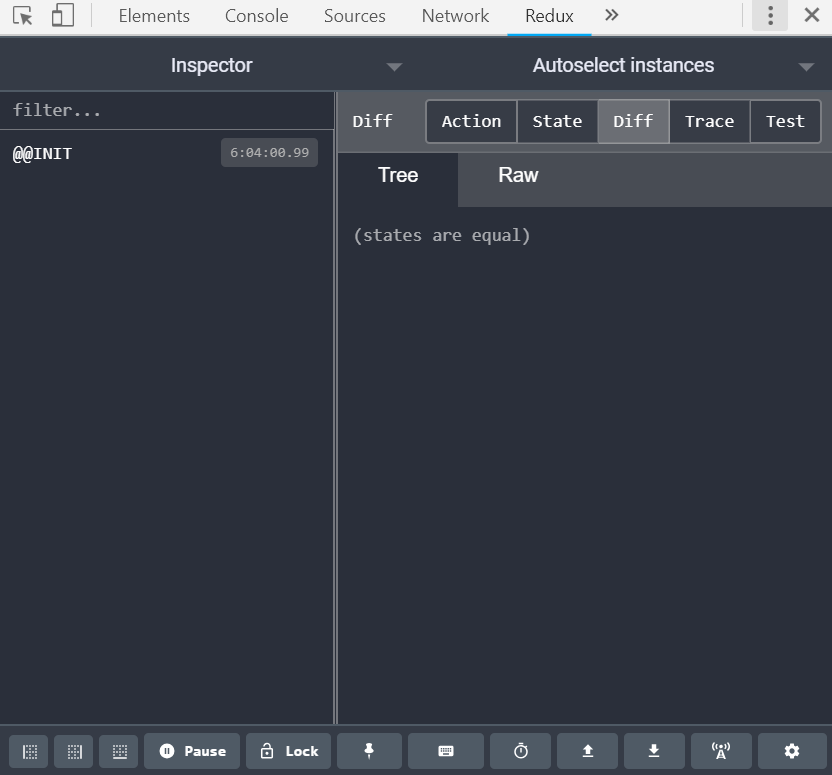 Elements Console Sources Network Redux
Inspector Autoselect instances
filter...
Diff Action State Diff Trace Test
@@INIT 6:04:00.99
Tree Raw
(states are equal)
Pause Lock